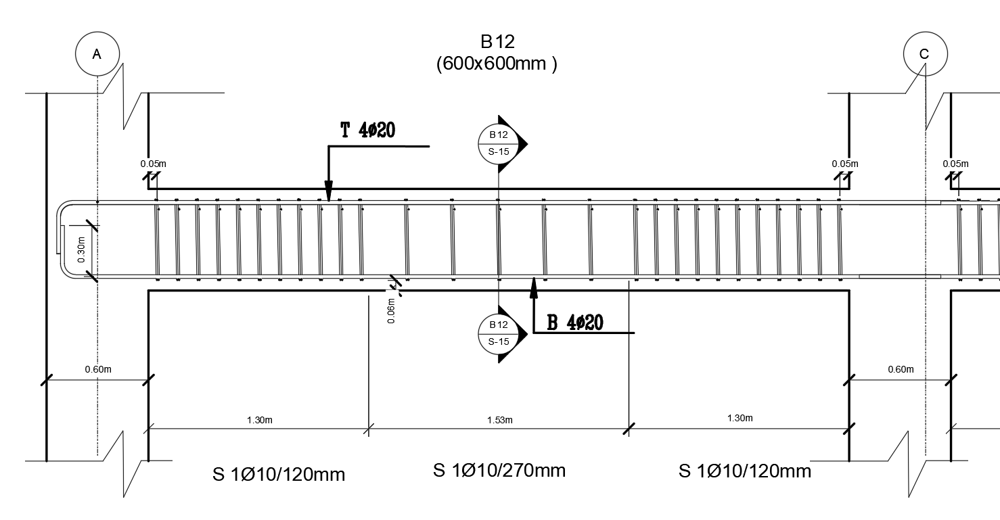 A
B12
(600x600mm )
C
T 4ø20
B12
S-15
0.05m
0.05m
0.05m
0.30m
0.06m
B12
S-15
B 4ø20
0.60m
0.60m
1.30m
1.53m
1.30m
S 1Ø10/120mm
S 1Ø10/270mm
S 1Ø10/120mm